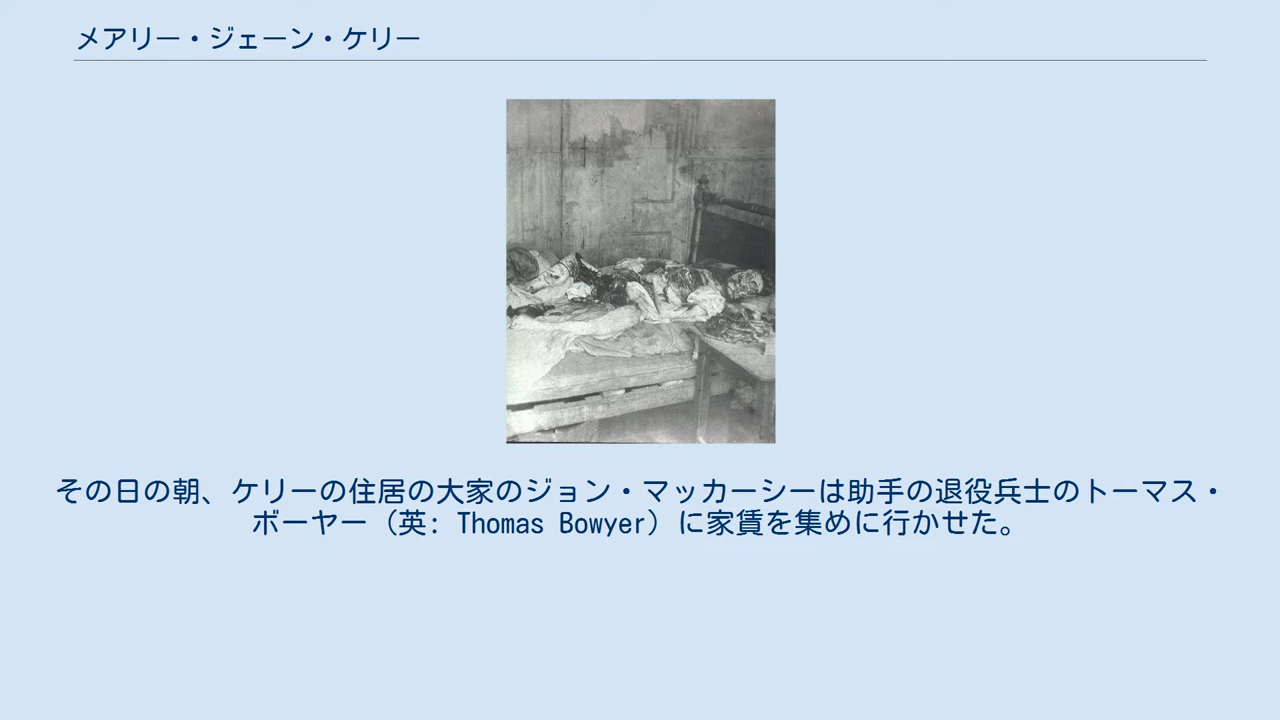 メアリー・ジェーン・ケリー
その日の朝、ケリーの住居の大家のジョン・マッカーシーは助手の退役兵士のトーマス・
ボーヤー（英: Thomas Bowyer）に家賃を集めに行かせた。